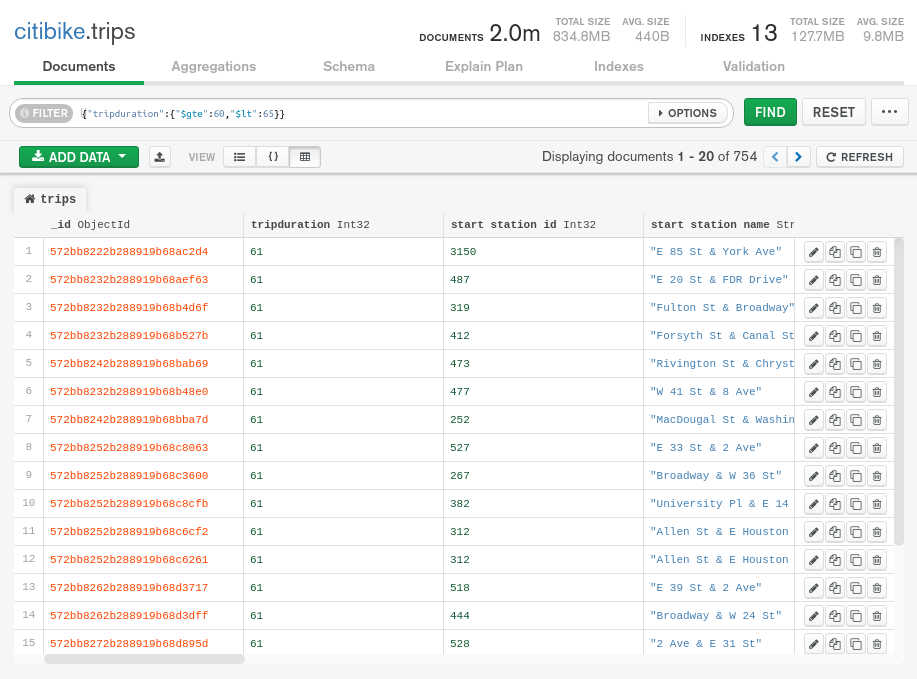 citibike.trips
DOCUMENTS 2.0m TOTAL SIZE 834.8MB AVG. SIZE 440B INDEXES 13 TOTAL SIZE 127.7MB AVG. SIZE 9.8MB
Documents Aggregations Schema Explain Plan Indexes Validation
FILTER {"tripduration":{"$gte":60,"$lt":65}} OPTIONS FIND RESET ...
ADD DATA VIEW {} Displaying documents 1 - 20 of 754 REFRESH
trips
_id ObjectId tripduration Int32 start station id Int32 start station name Str
1 572bb8222b288919b68ac2d4 61 3150 "E 85 St & York Ave"
2 572bb8232b288919b68aef63 61 487 "E 20 St & FDR Drive"
3 572bb8232b288919b68b4d6f 61 319 "Fulton St & Broadway"
4 572bb8232b288919b68b527b 61 412 "Forsyth St & Canal St
5 572bb8242b288919b68bab69 61 473 "Rivington St & Chryst
6 572bb8232b288919b68b48e0 61 477 "W 41 St & 8 Ave"
7 572bb8242b288919b68bba7d 61 252 "MacDougal St & Washin
8 572bb8252b288919b68c8063 61 527 "E 33 St & 2 Ave"
9 572bb8252b288919b68c3600 61 267 "Broadway & W 36 St"
10 572bb8252b288919b68c8cfb 61 382 "University Pl & E 14
11 572bb8252b288919b68c6cf2 61 312 "Allen St & E Houston
12 572bb8252b288919b68c6261 61 312 "Allen St & E Houston
13 572bb8262b288919b68d3717 61 518 "E 39 St & 2 Ave"
14 572bb8262b288919b68d3dff 61 444 "Broadway & W 24 St"
15 572bb8272b288919b68d895d 61 528 "2 Ave & E 31 St"